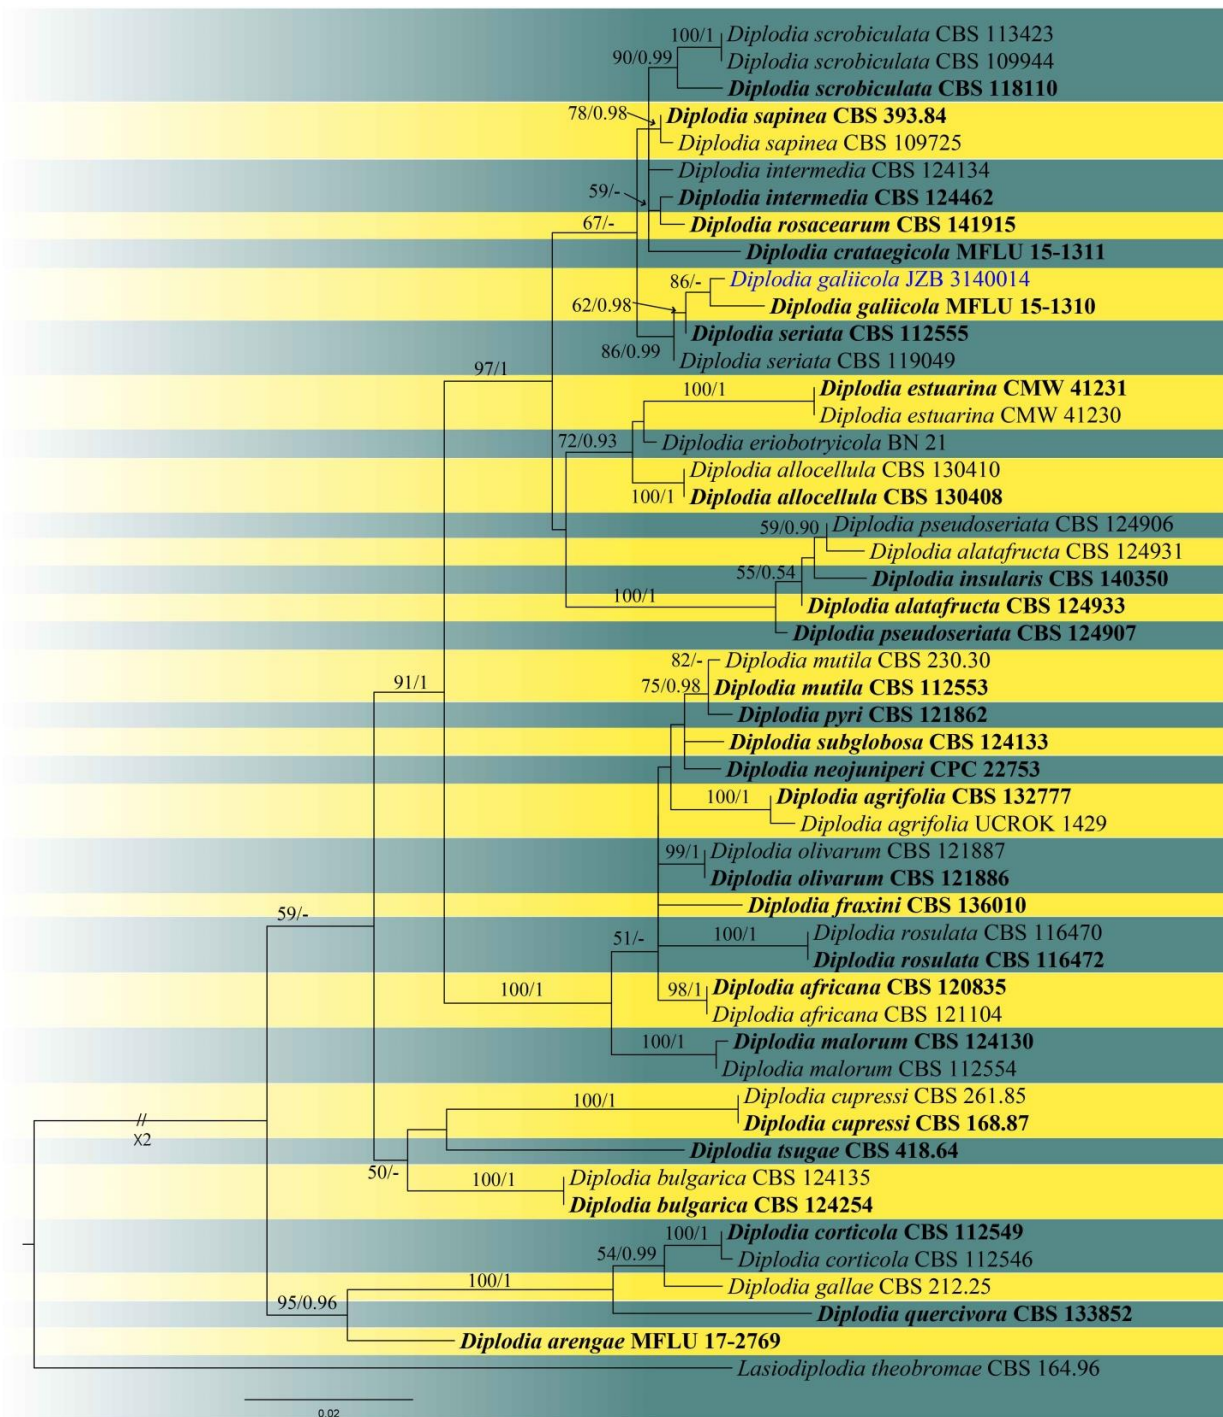 100/1
Diplodia scrobiculata CBS 113423
90/0.99
Diplodia scrobiculata CBS 109944
Diplodia scrobiculata CBS 118110
78/0.98
Diplodia sapinea CBS 393.84
Diplodia sapinea CBS 109725
Diplodia intermedia CBS 124134
59/-
Diplodia intermedia CBS 124462
67/-
Diplodia rosacearum CBS 141915
Diplodia crataegicola MFLU 15-1311
86/-
Diplodia galiicola JZB 3140014
62/0.98
Diplodia galiicola MFLU 15-1310
Diplodia seriata CBS 112555
86/0.99
Diplodia seriata CBS 119049
97/1
100/1
Diplodia estuarina CMW 41231
Diplodia estuarina CMW 41230
72/0.93
Diplodia eriobotryicola BN 21
Diplodia allocellula CBS 130410
100/1
Diplodia allocellula CBS 130408
59/0.90
Diplodia pseudoseriata CBS 124906
Diplodia alatafructa CBS 124931
55/0.54
Diplodia insularis CBS 140350
100/1
Diplodia alatafructa CBS 124933
Diplodia pseudoseriata CBS 124907
82/-
Diplodia mutila CBS 230.30
91/1
75/0.98
Diplodia mutila CBS 112553
Diplodia pyri CBS 121862
Diplodia subglobosa CBS 124133
Diplodia neojuniperi CPC 22753
100/1
Diplodia agrifolia CBS 132777
Diplodia agrifolia UCROK 1429
99/1
Diplodia olivarum CBS 121887
Diplodia olivarum CBS 121886
Diplodia fraxini CBS 136010
59/-
51/-
100/1
Diplodia rosulata CBS 116470
Diplodia rosulata CBS 116472
100/1
98/1
Diplodia africana CBS 120835
Diplodia africana CBS 121104
100/1
Diplodia malorum CBS 124130
Diplodia malorum CBS 112554
100/1
Diplodia cupressi CBS 261.85
//
X2
Diplodia cupressi CBS 168.87
Diplodia tsugae CBS 418.64
50/-
100/1
Diplodia bulgarica CBS 124135
Diplodia bulgarica CBS 124254
100/1
Diplodia corticola CBS 112549
54/0.99
Diplodia corticola CBS 112546
100/1
Diplodia gallae CBS 212.25
95/0.96
Diplodia quercivora CBS 133852
Diplodia arengae MFLU 17-2769
Lasiodiplodia theobromae CBS 164.96
0.02